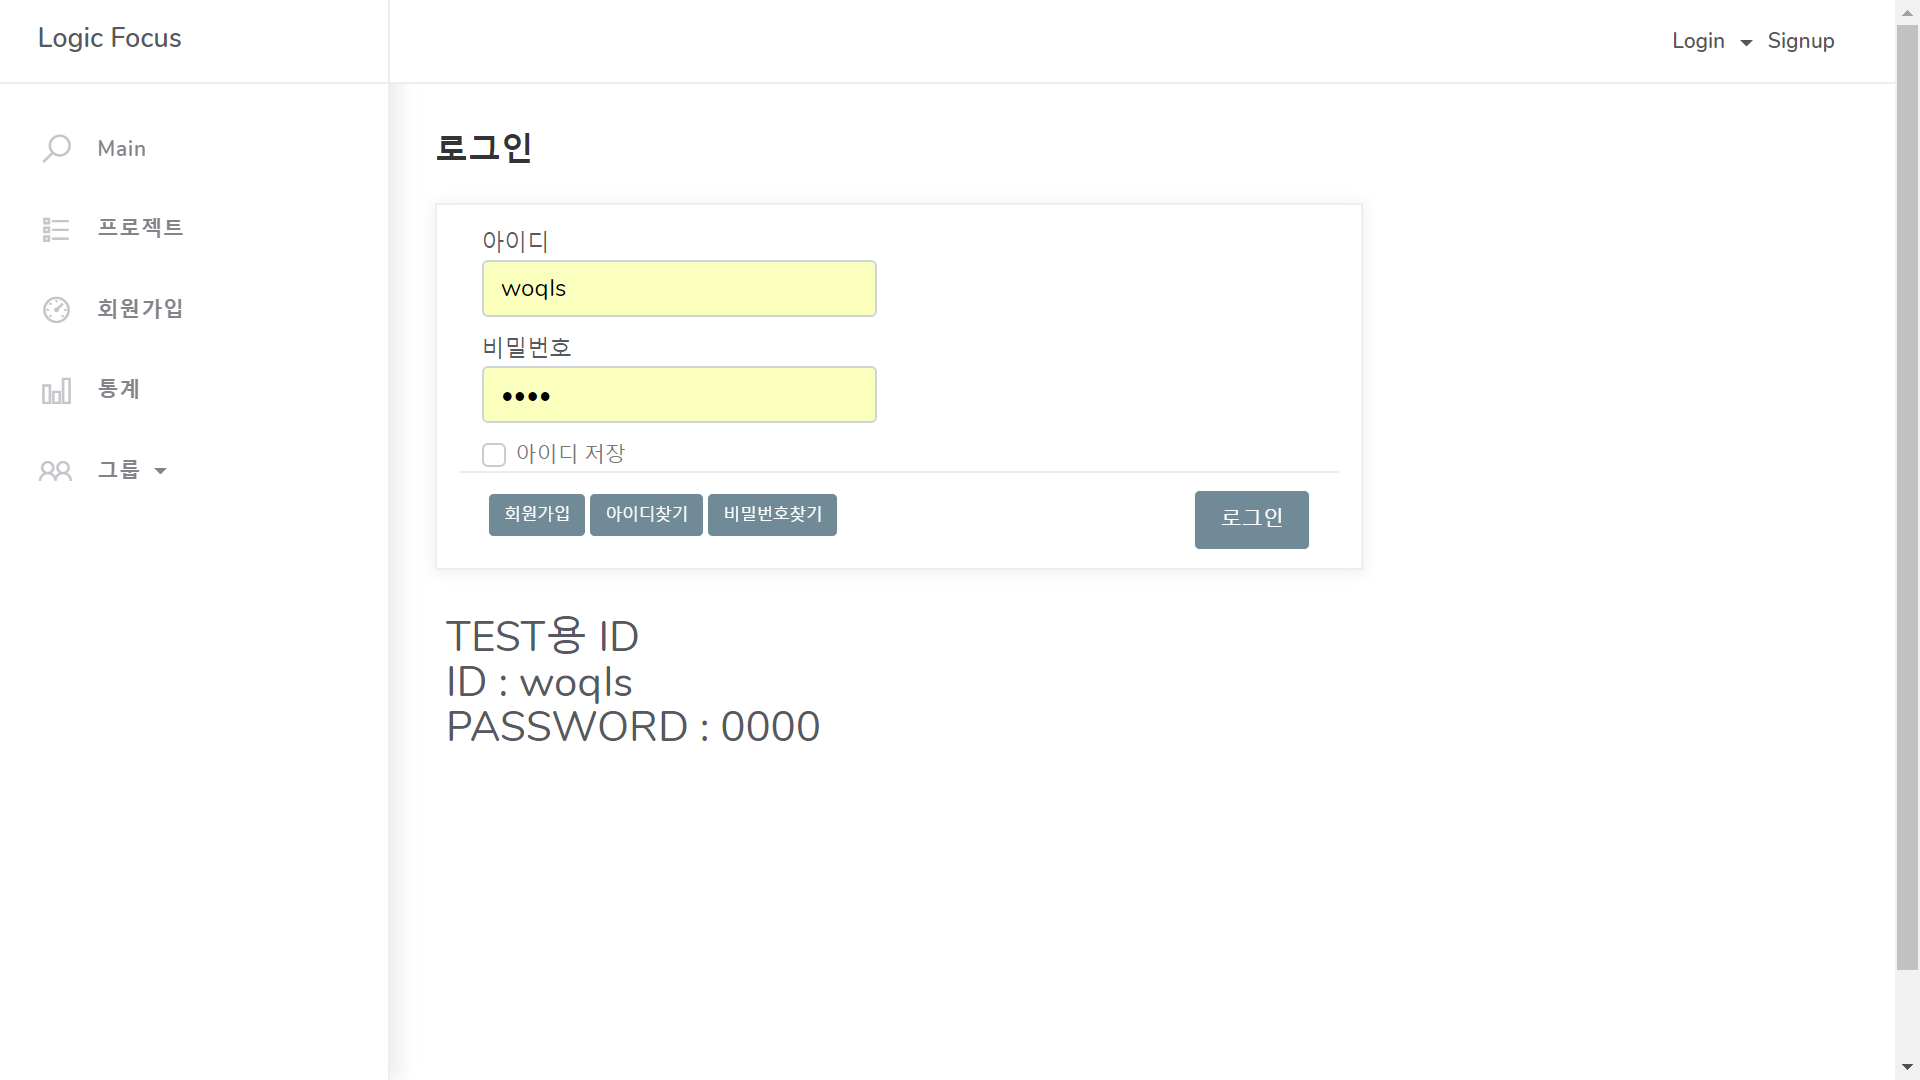 Logic Focus
Login
Signup
Main
프로젝트
회원가입
통계
그룹
로그인
아이디
woqls
비밀번호
••••
아이디 저장
회원가입
아이디찾기
비밀번호찾기
로그인
TEST용 ID
ID : woqls
PASSWORD : 0000